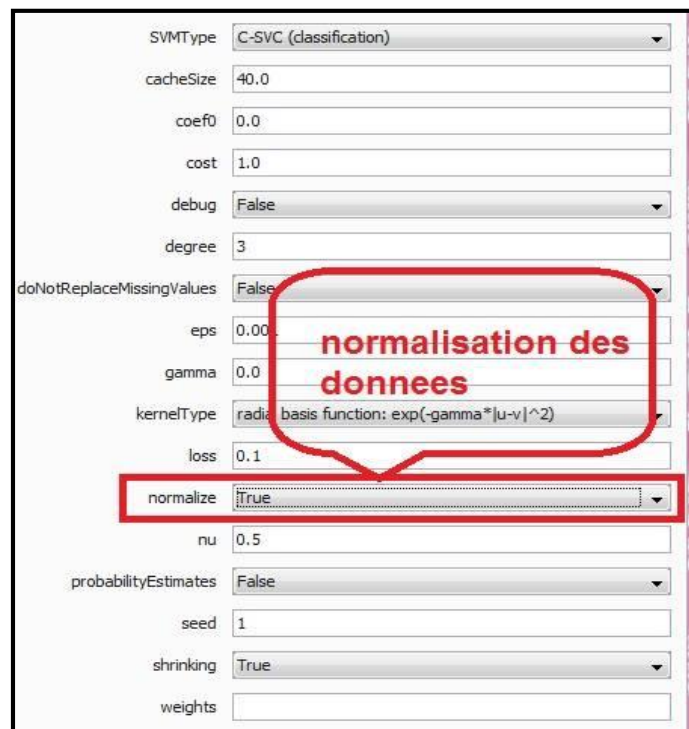 SVMType C-SVC (classification)
cacheSize 40.0
coef0 0.0
cost 1.0
debug False
degree 3
doNotReplaceMissingValues False
eps 0.001
normalisation des
donnees
gamma 0.0
kernelType radial basis function: exp(-gamma*|u-v|^2)
loss 0.1
normalize True
nu 0.5
probabilityEstimates False
seed 1
shrinking True
weights